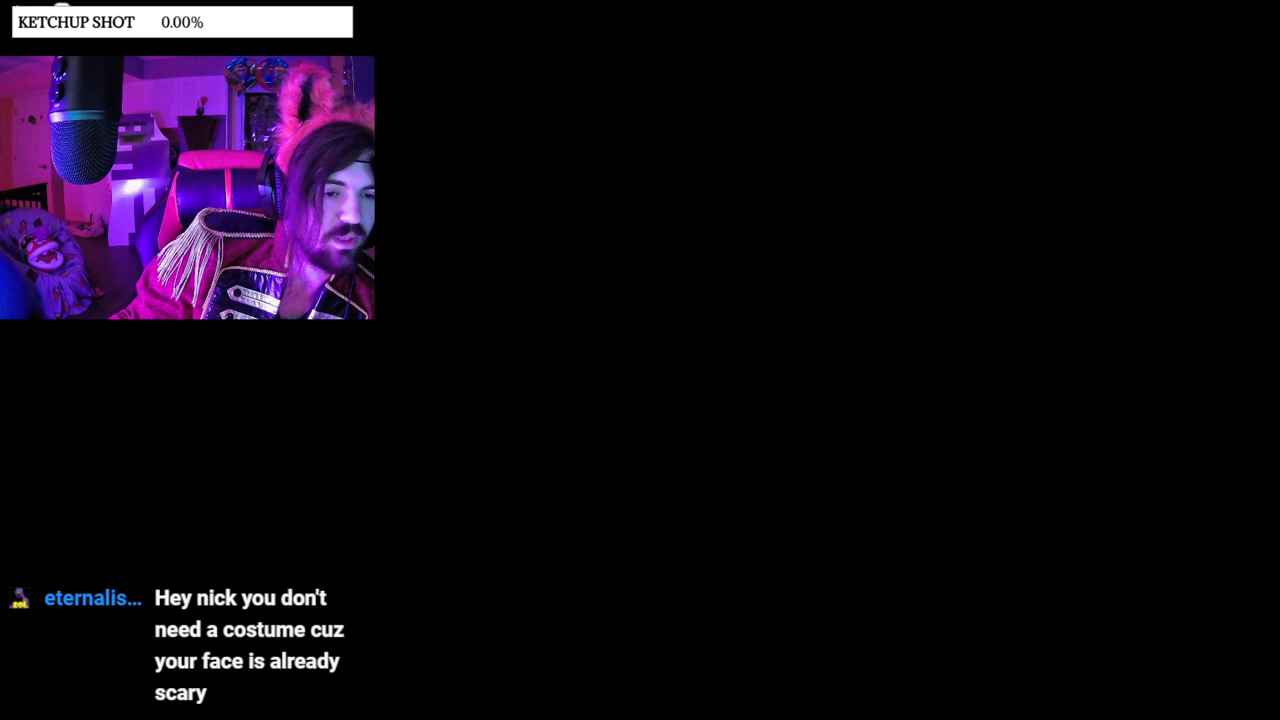 KETCHUP SHOT 0.00%
eternalis... Hey nick you don't
need a costume cuz
your face is already
scary